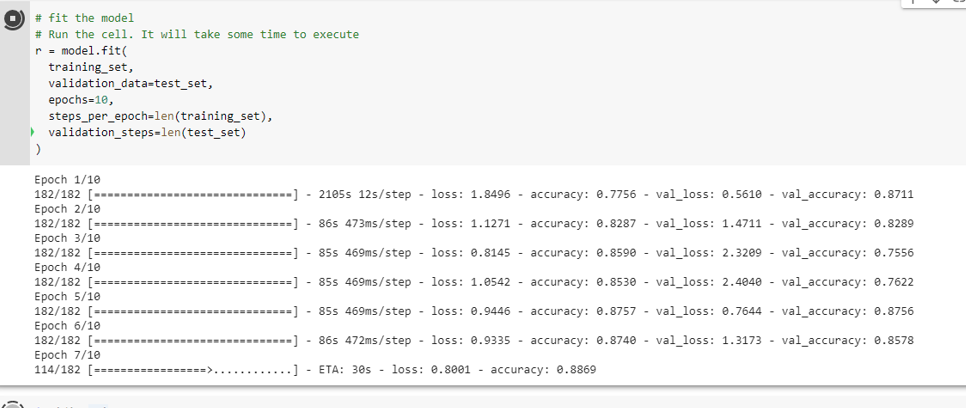 # fit the model
# Run the cell. It will take some time to execute
r = model.fit(
  training_set,
  validation_data=test_set,
  epochs=10,
  steps_per_epoch=len(training_set),
  validation_steps=len(test_set)
)
Epoch 1/10
182/182 [==============================] - 2105s 12s/step - loss: 1.8496 - accuracy: 0.7756 - val_loss: 0.5610 - val_accuracy: 0.8711
Epoch 2/10
182/182 [==============================] - 86s 473ms/step - loss: 1.1271 - accuracy: 0.8287 - val_loss: 1.4711 - val_accuracy: 0.8289
Epoch 3/10
182/182 [==============================] - 85s 469ms/step - loss: 0.8145 - accuracy: 0.8590 - val_loss: 2.3209 - val_accuracy: 0.7556
Epoch 4/10
182/182 [==============================] - 85s 469ms/step - loss: 1.0542 - accuracy: 0.8530 - val_loss: 2.4040 - val_accuracy: 0.7622
Epoch 5/10
182/182 [==============================] - 85s 469ms/step - loss: 0.9446 - accuracy: 0.8757 - val_loss: 0.7644 - val_accuracy: 0.8756
Epoch 6/10
182/182 [==============================] - 86s 472ms/step - loss: 0.9335 - accuracy: 0.8740 - val_loss: 1.3173 - val_accuracy: 0.8578
Epoch 7/10
114/182 [=================>............] - ETA: 30s - loss: 0.8001 - accuracy: 0.8869